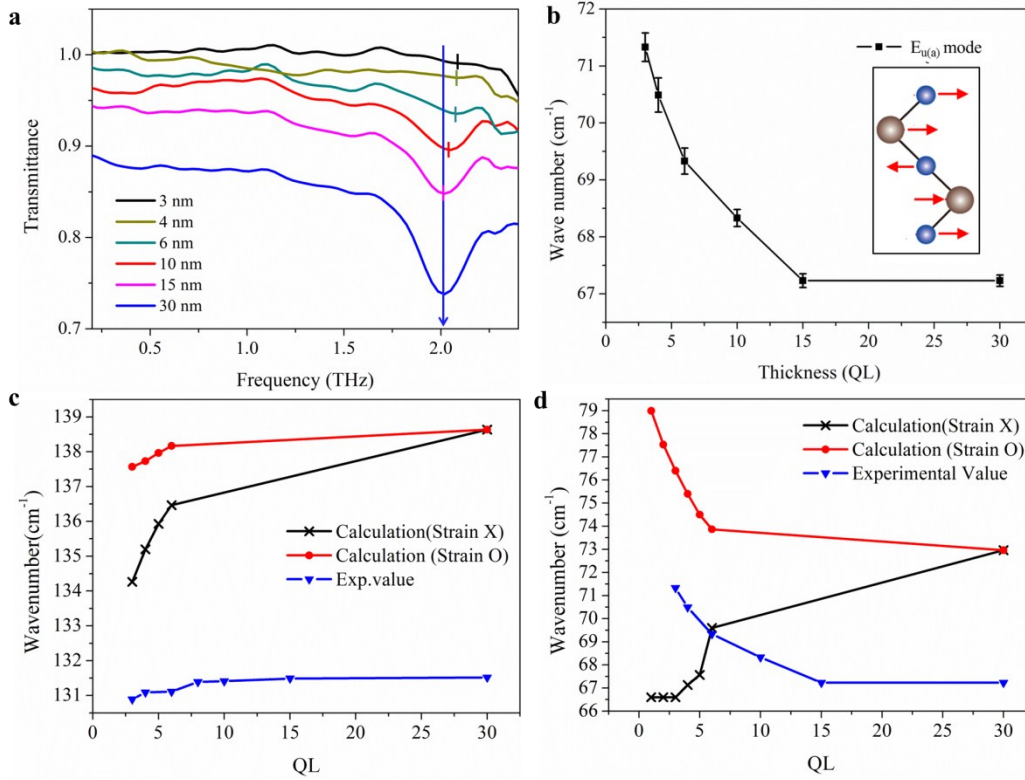 a
Transmittance
1.0
0.9
0.8
0.7
3 nm
4 nm
6 nm
10 nm
15 nm
30 nm
0.5 1.0 1.5 2.0
Frequency (THz)
b
Wave number (cm⁻¹)
72
71
70
69
68
67
Eu(a) mode
0 5 10 15 20 25 30
Thickness (QL)
c
Wavenumber(cm⁻¹)
139
138
137
136
135
134
133
132
131
Calculation(Strain X)
Calculation (Strain O)
Exp.value
0 5 10 15 20 25 30
QL
d
Wavenumber (cm⁻¹)
79
78
77
76
75
74
73
72
71
70
69
68
67
66
Calculation(Strain X)
Calculation (Strain O)
Experimental Value
0 5 10 15 20 25 30
QL